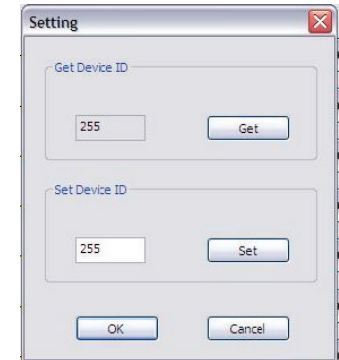 Setting
Get Device ID
255
Get
Set Device ID
255
Set
OK
Cancel